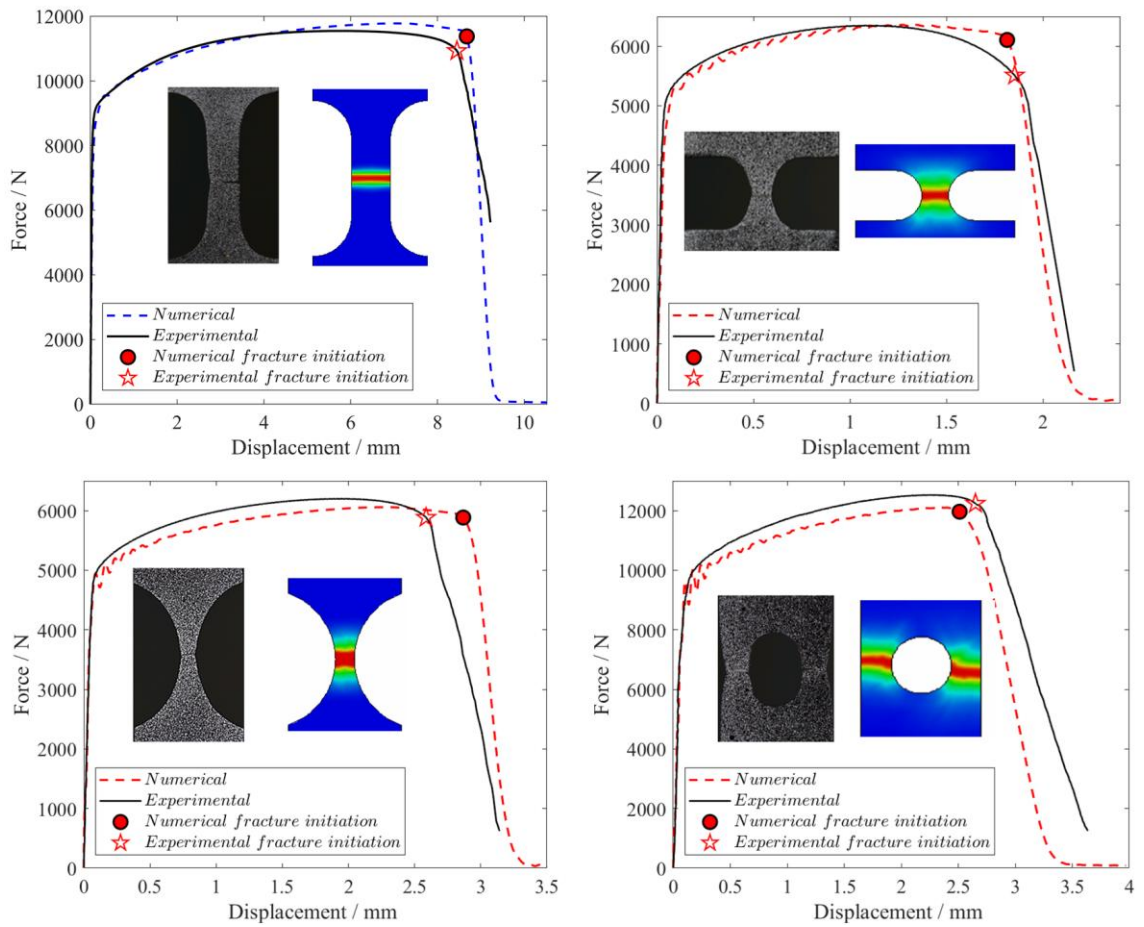 12000
10000
8000
6000
4000
2000
0
Force / N
Numerical
Experimental
Numerical fracture initiation
Experimental fracture initiation
0 2 4 6 8 10
Displacement / mm
6000
5000
4000
3000
2000
1000
0
Force / N
Numerical
Experimental
Numerical fracture initiation
Experimental fracture initiation
0 0.5 1 1.5 2
Displacement / mm
6000
5000
4000
3000
2000
1000
0
Force / N
Numerical
Experimental
Numerical fracture initiation
Experimental fracture initiation
0 0.5 1 1.5 2 2.5 3 3.5
Displacement / mm
12000
10000
8000
6000
4000
2000
0
Force / N
Numerical
Experimental
Numerical fracture initiation
Experimental fracture initiation
0 0.5 1 1.5 2 2.5 3 3.5 4
Displacement / mm